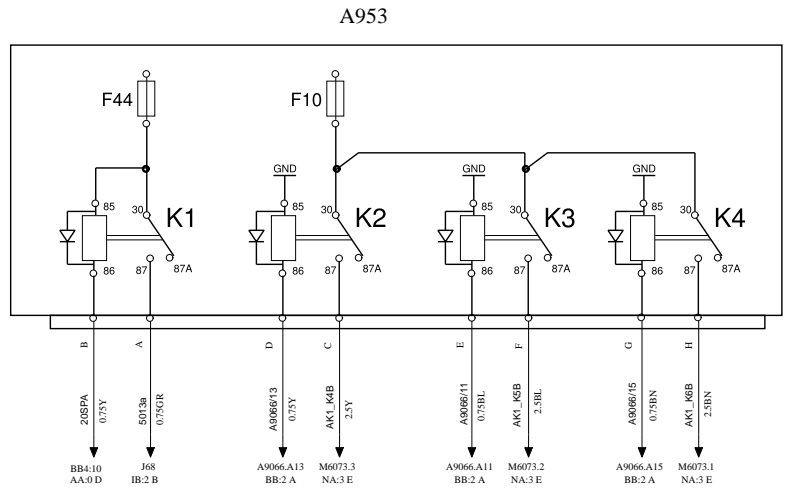 A953
F44
F10
GND
GND
GND
85
30
K1
85
30
K2
85
30
K3
85
30
K4
86
87
87A
86
87
87A
86
87
87A
86
87
87A
B
A
D
C
E
F
G
H
20SPA
0.75Y
5013a
0.75GR
A9066/13
0.75Y
AK1_K4B
2.5Y
A9066/11
0.75BL
AK1_K5B
2.5BL
A9066/15
0.75BN
AK1_K6B
2.5BN
BB4:10
AA:0 D
J68
IB:2 B
A9066.A13
BB:2 A
M6073.3
NA:3 E
A9066.A11
BB:2 A
M6073.2
NA:3 E
A9066.A15
BB:2 A
M6073.1
NA:3 E